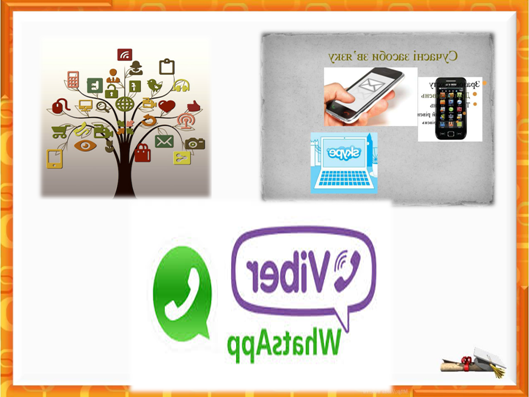 Сучасні засоби зв'язку
skype
Viber
WhatsApp